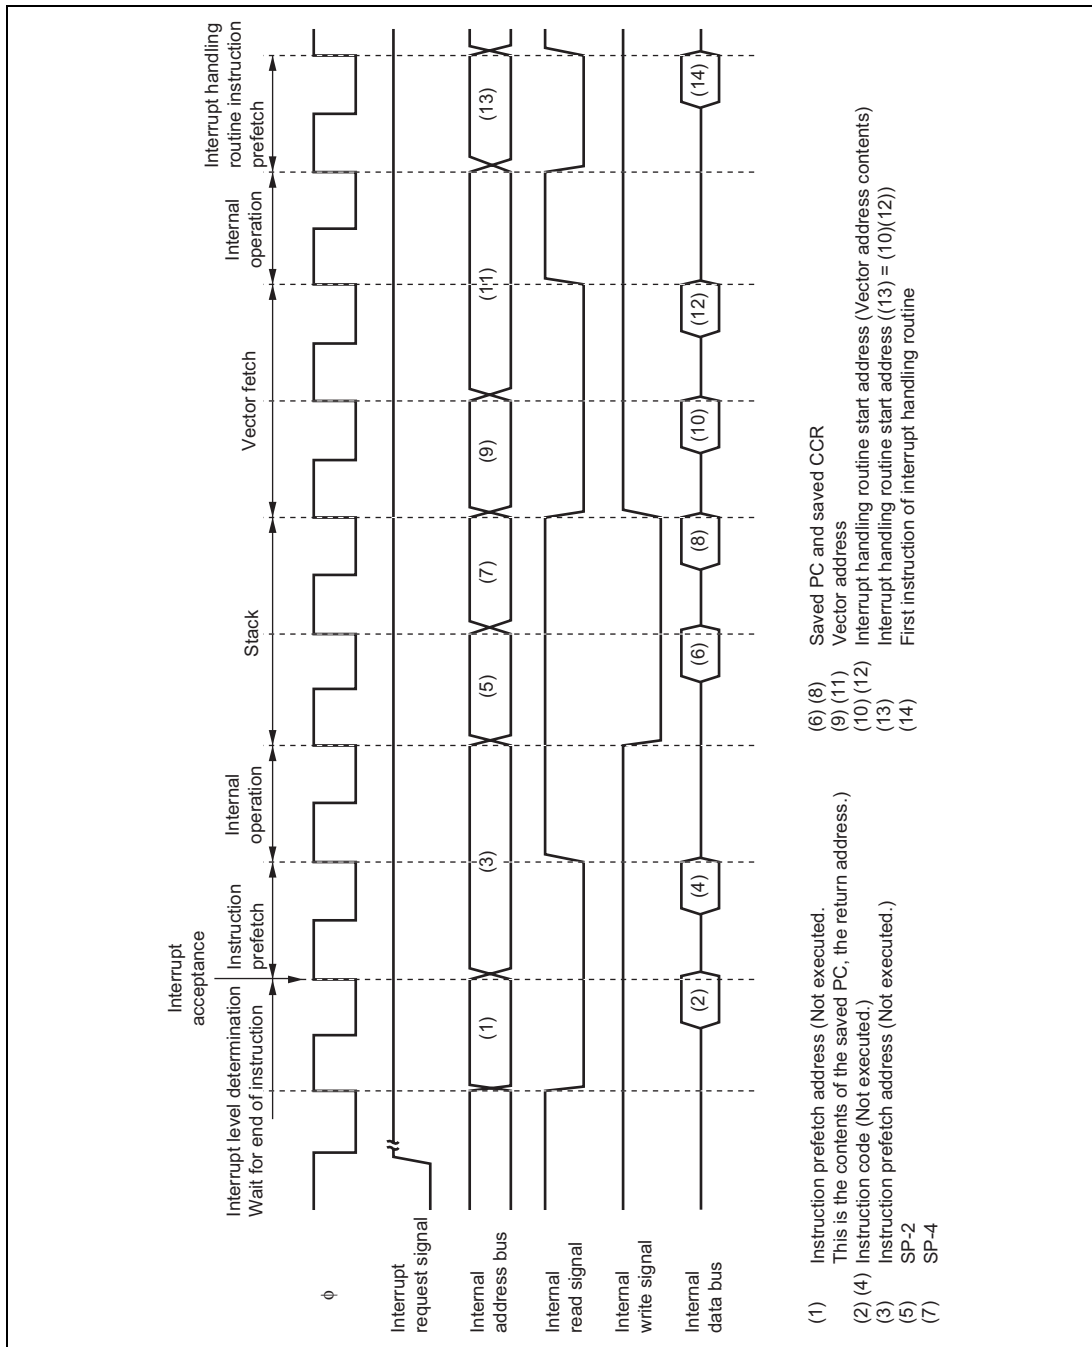 Interrupt
acceptance
Interrupt level determination
Wait for end of instruction
Instruction
prefetch
Internal
operation
Stack
Vector fetch
Internal
operation
Interrupt handling
routine instruction
prefetch
φ
Interrupt
request signal
Internal
address bus
(1)
(3)
(5)
(7)
(9)
(11)
(13)
Internal
read signal
Internal
write signal
Internal
data bus
(2)
(4)
(6)
(8)
(10)
(12)
(14)
(1) Instruction prefetch address (Not executed.
This is the contents of the saved PC, the return address.)
(2) (4) Instruction code (Not executed.)
(3) Instruction prefetch address (Not executed.)
(5) SP-2
(7) SP-4
(6) (8) Saved PC and saved CCR
(9) (11) Vector address
(10) (12) Interrupt handling routine start address (Vector address contents)
(13) Interrupt handling routine start address ((13) = (10)(12))
(14) First instruction of interrupt handling routine